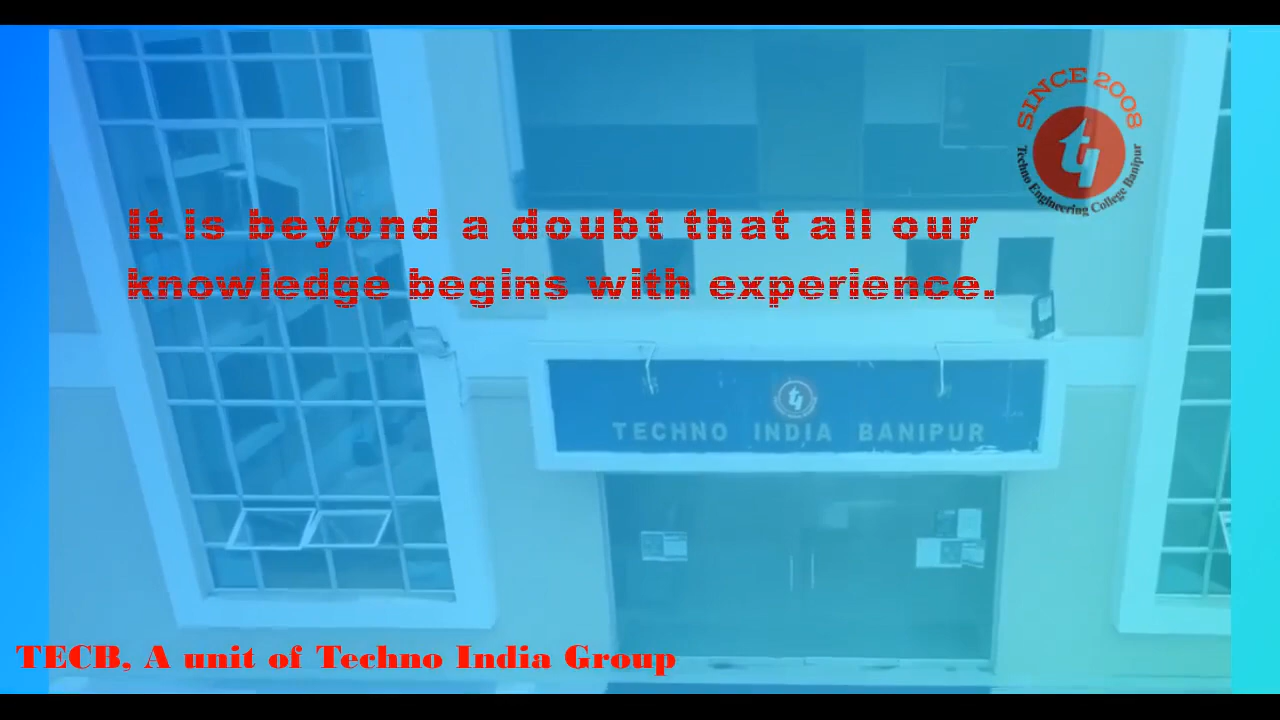 SINCE 2008
Techno Engineering College Banipur
It is beyond a doubt that all our
knowledge begins with experience.
TECHNO INDIA BANIPUR
TECB, A unit of Techno India Group